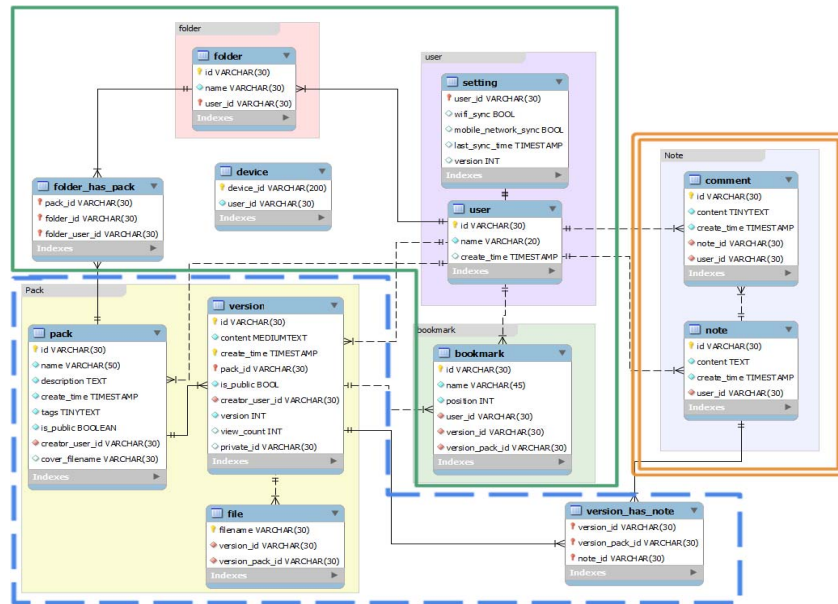 folder
folder
id VARCHAR(30)
name VARCHAR(30)
user_id VARCHAR(30)
Indexes
user
setting
user_id VARCHAR(30)
wifi_sync BOOL
mobile_network_sync BOOL
last_sync_time TIMESTAMP
version INT
Indexes
folder_has_pack
pack_id VARCHAR(30)
folder_id VARCHAR(30)
folder_user_id VARCHAR(30)
Indexes
device
device_id VARCHAR(200)
user_id VARCHAR(30)
Indexes
user
id VARCHAR(30)
name VARCHAR(20)
create_time TIMESTAMP
Indexes
Note
comment
id VARCHAR(30)
content TINYTEXT
create_time TIMESTAMP
note_id VARCHAR(30)
user_id VARCHAR(30)
Indexes
note
id VARCHAR(30)
content TEXT
create_time TIMESTAMP
user_id VARCHAR(30)
Indexes
Pack
pack
id VARCHAR(30)
name VARCHAR(50)
description TEXT
create_time TIMESTAMP
tags TINYTEXT
is_public BOOLEAN
creator_user_id VARCHAR(30)
cover_filename VARCHAR(30)
Indexes
version
id VARCHAR(30)
content MEDIUMTEXT
create_time TIMESTAMP
pack_id VARCHAR(30)
is_public BOOL
creator_user_id VARCHAR(30)
version INT
view_count INT
private_id VARCHAR(30)
Indexes
bookmark
bookmark
id VARCHAR(30)
name VARCHAR(45)
position INT
user_id VARCHAR(30)
version_id VARCHAR(30)
version_pack_id VARCHAR(30)
Indexes
file
filename VARCHAR(30)
version_id VARCHAR(30)
version_pack_id VARCHAR(30)
Indexes
version_has_note
version_id VARCHAR(30)
version_pack_id VARCHAR(30)
note_id VARCHAR(30)
Indexes